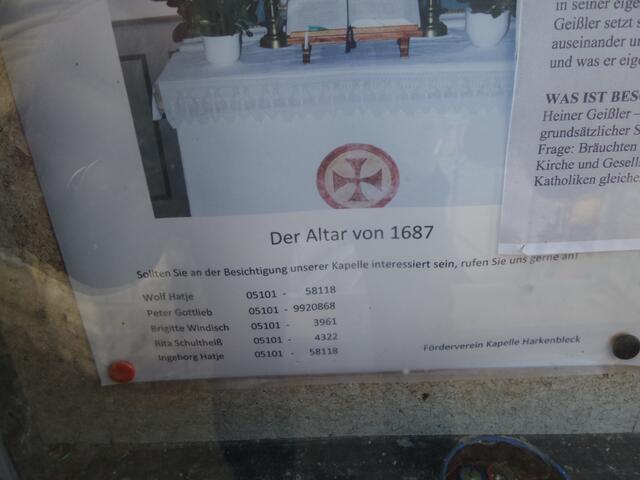 in seiner eige
Geißler setzt s
auseinander u
und was er eige
WAS IST BESO
Heiner Geißler –
grundsätzlicher S
Frage: Bräuchten
Kirche und Gesell
Katholiken gleiche
Der Altar von 1687
Sollten Sie an der Besichtigung unserer Kapelle interessiert sein, rufen Sie uns gerne an!
Wolf Hatje 05101 - 58118
Peter Gottlieb 05101 - 9920868
Brigitte Windisch 05101 - 3961
Rita Schultheiß 05101 - 4322
Ingeborg Hatje 05101 - 58118
Förderverein Kapelle Harkenbleck